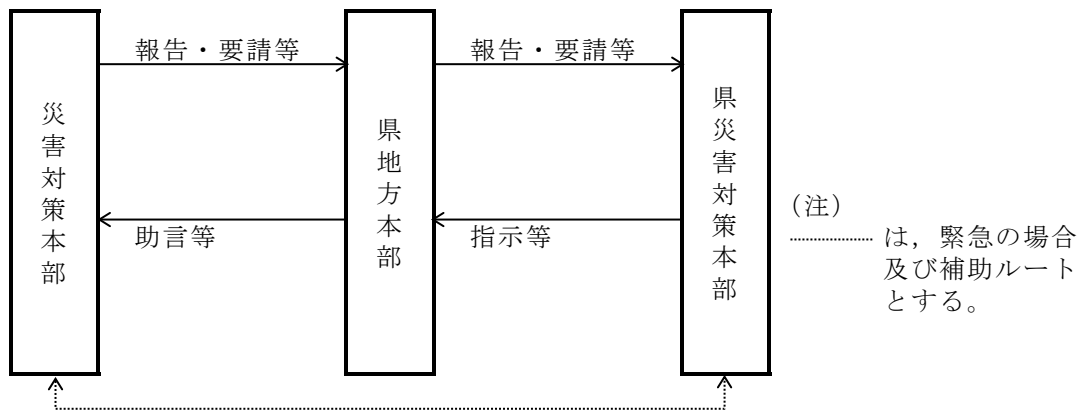 報告・要請等
報告・要請等
災害対策本部
県地方本部
県災害対策本部
助言等
指示等
(注)
は，緊急の場合
及び補助ルート
とする。